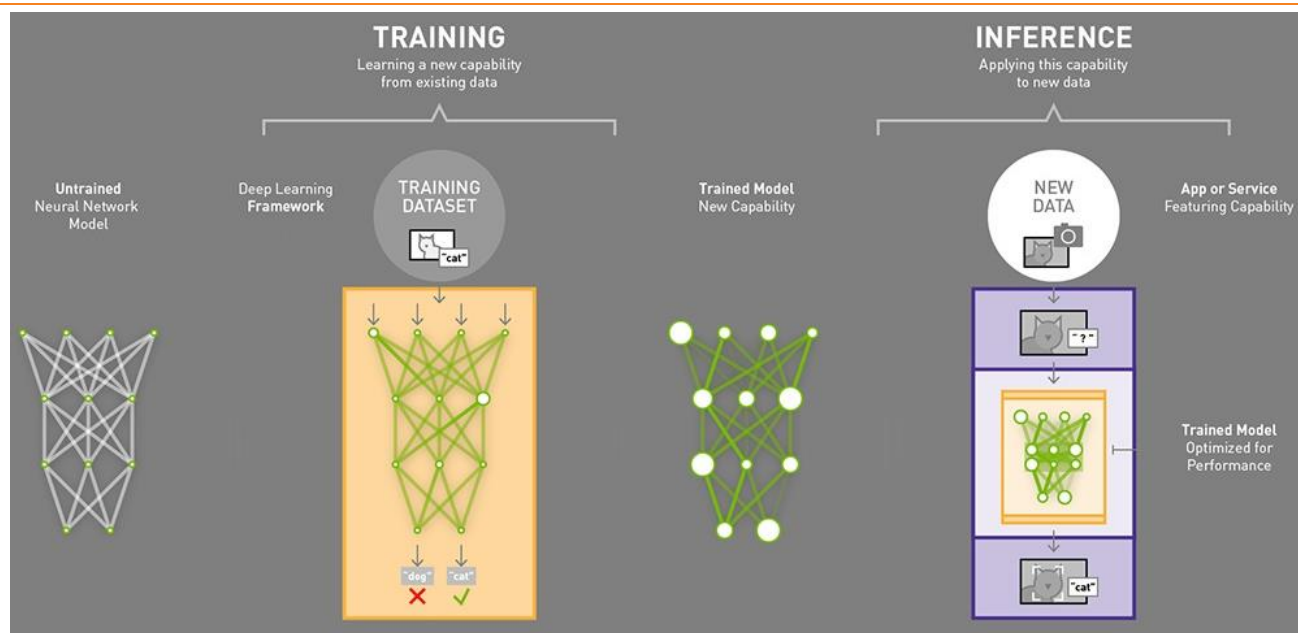 TRAINING
Learning a new capability
from existing data
INFERENCE
Applying this capability
to new data
Untrained
Neural Network
Model
Deep Learning
Framework
TRAINING
DATASET
"cat"
Trained Model
New Capability
NEW
DATA
App or Service
Featuring Capability
"?"
Trained Model
Optimized for
Performance
"dog"
"cat"
"cat"